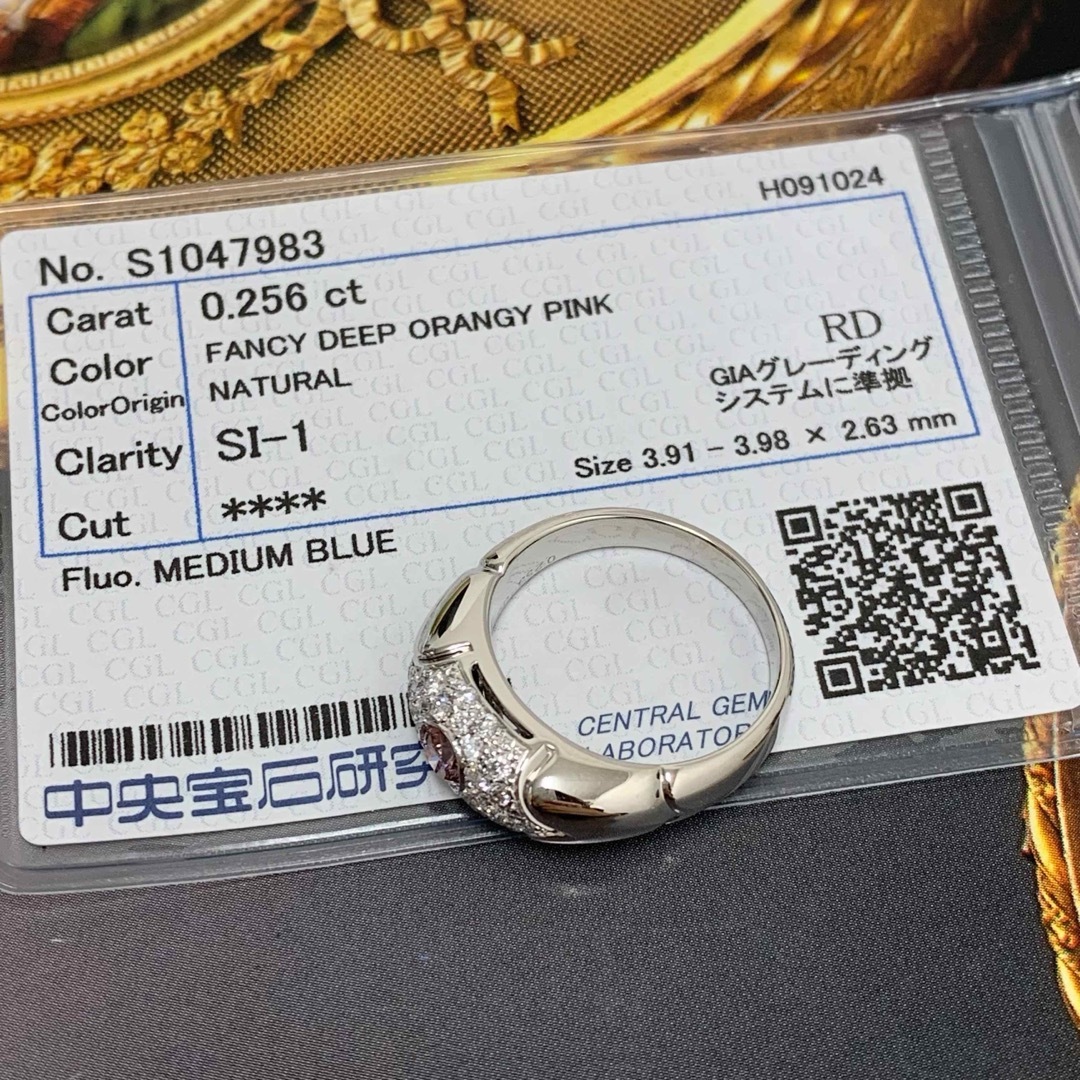 H091024
No. S1047983
Carat 0.256 ct
Color FANCY DEEP ORANGY PINK
ColorOrigin NATURAL
RD
GIAグレーディング
システムに準拠
Clarity SI-1
Size 3.91 - 3.98 × 2.63 mm
Cut ****
Fluo. MEDIUM BLUE
CENTRAL GEM
LABORATOR
中央宝石研究